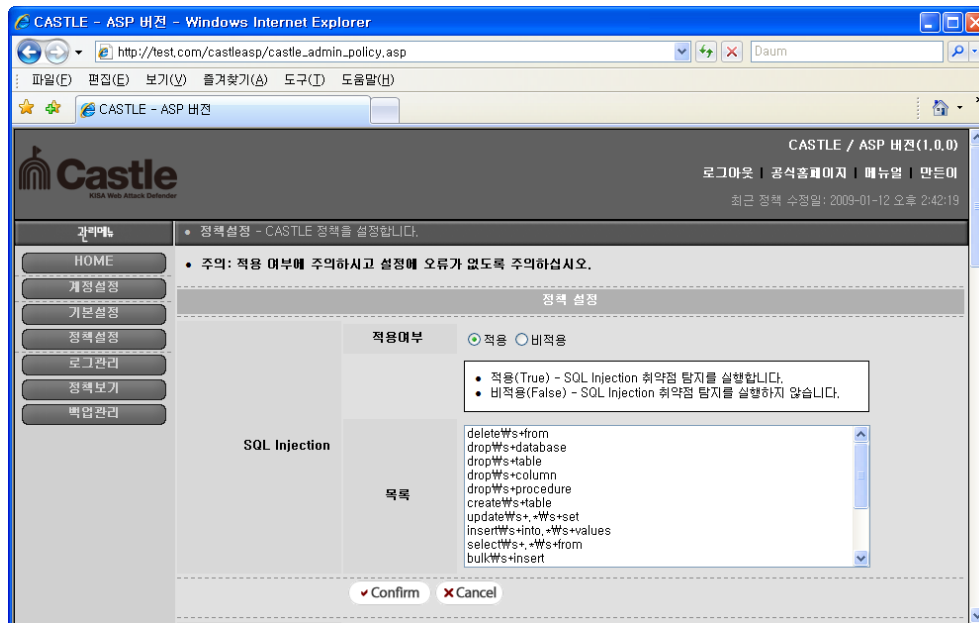 CASTLE - ASP 버전 - Windows Internet Explorer
http://test.com/castleasp/castle_admin_policy.asp
Daum
파일(F) 편집(E) 보기(V) 즐겨찾기(A) 도구(T) 도움말(H)
CASTLE - ASP 버전
CASTLE / ASP 버전(1.0.0)
Castle
KISA Web Attack Defender
로그아웃 | 공식홈페이지 | 메뉴얼 | 만든이
최근 정책 수정일: 2009-01-12 오후 2:42:19
관리메뉴
• 정책설정 - CASTLE 정책을 설정합니다.
HOME
계정설정
기본설정
정책설정
로그관리
정책보기
백업관리
• 주의: 적용 여부에 주의하시고 설정에 오류가 없도록 주의하십시오.
정책 설정
SQL Injection
적용여부
적용 비적용
• 적용(True) - SQL Injection 취약점 탐지를 실행합니다.
• 비적용(False) - SQL Injection 취약점 탐지를 실행하지 않습니다.
목록
delete₩s+from
drop₩s+database
drop₩s+table
drop₩s+column
drop₩s+procedure
create₩s+table
update₩s+.*₩s+set
insert₩s+into.*₩s+values
select₩s+.*₩s+from
bulk₩s+insert
Confirm Cancel